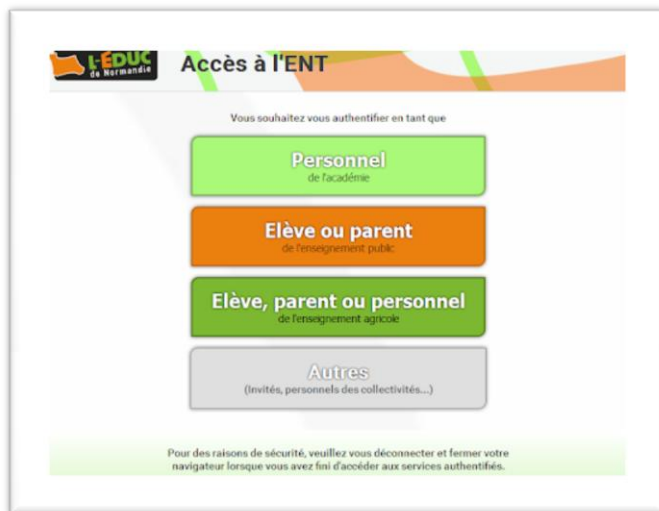 L-ÉDUC
de Normandie
Accès à l'ENT
Vous souhaitez vous authentifier en tant que
Personnel
de l'académie
Elève ou parent
de l'enseignement public
Elève, parent ou personnel
de l'enseignement agricole
Autres
(Invités, personnels des collectivités...)
Pour des raisons de sécurité, veuillez vous déconnecter et fermer votre
navigateur lorsque vous avez fini d'accéder aux services authentifiés.